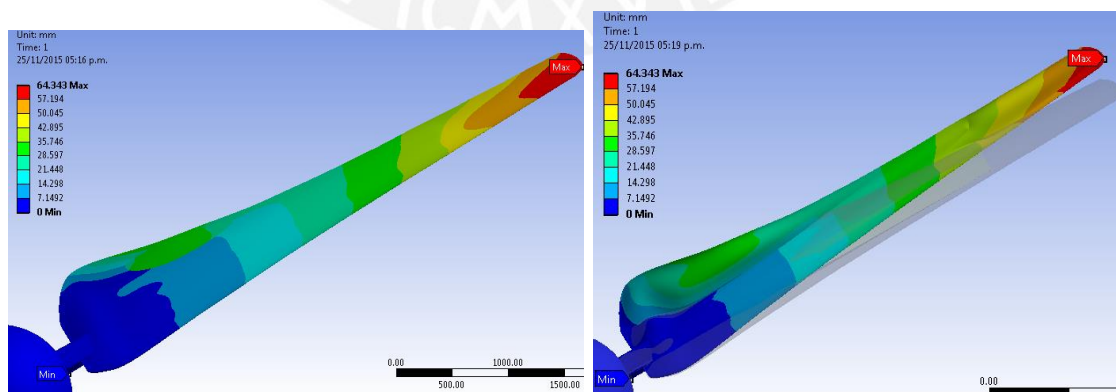 CMXVII
Unit: mm
Time: 1
25/11/2015 05:16 p.m.
64.343 Max
57.194
50.045
42.895
35.746
28.597
21.448
14.298
7.1492
0 Min
Max
Min
0.00
1000.00
500.00
1500.00
Unit: mm
Time: 1
25/11/2015 05:19 p.m.
64.343 Max
57.194
50.045
42.895
35.746
28.597
21.448
14.298
7.1492
0 Min
Max
Min
0.00